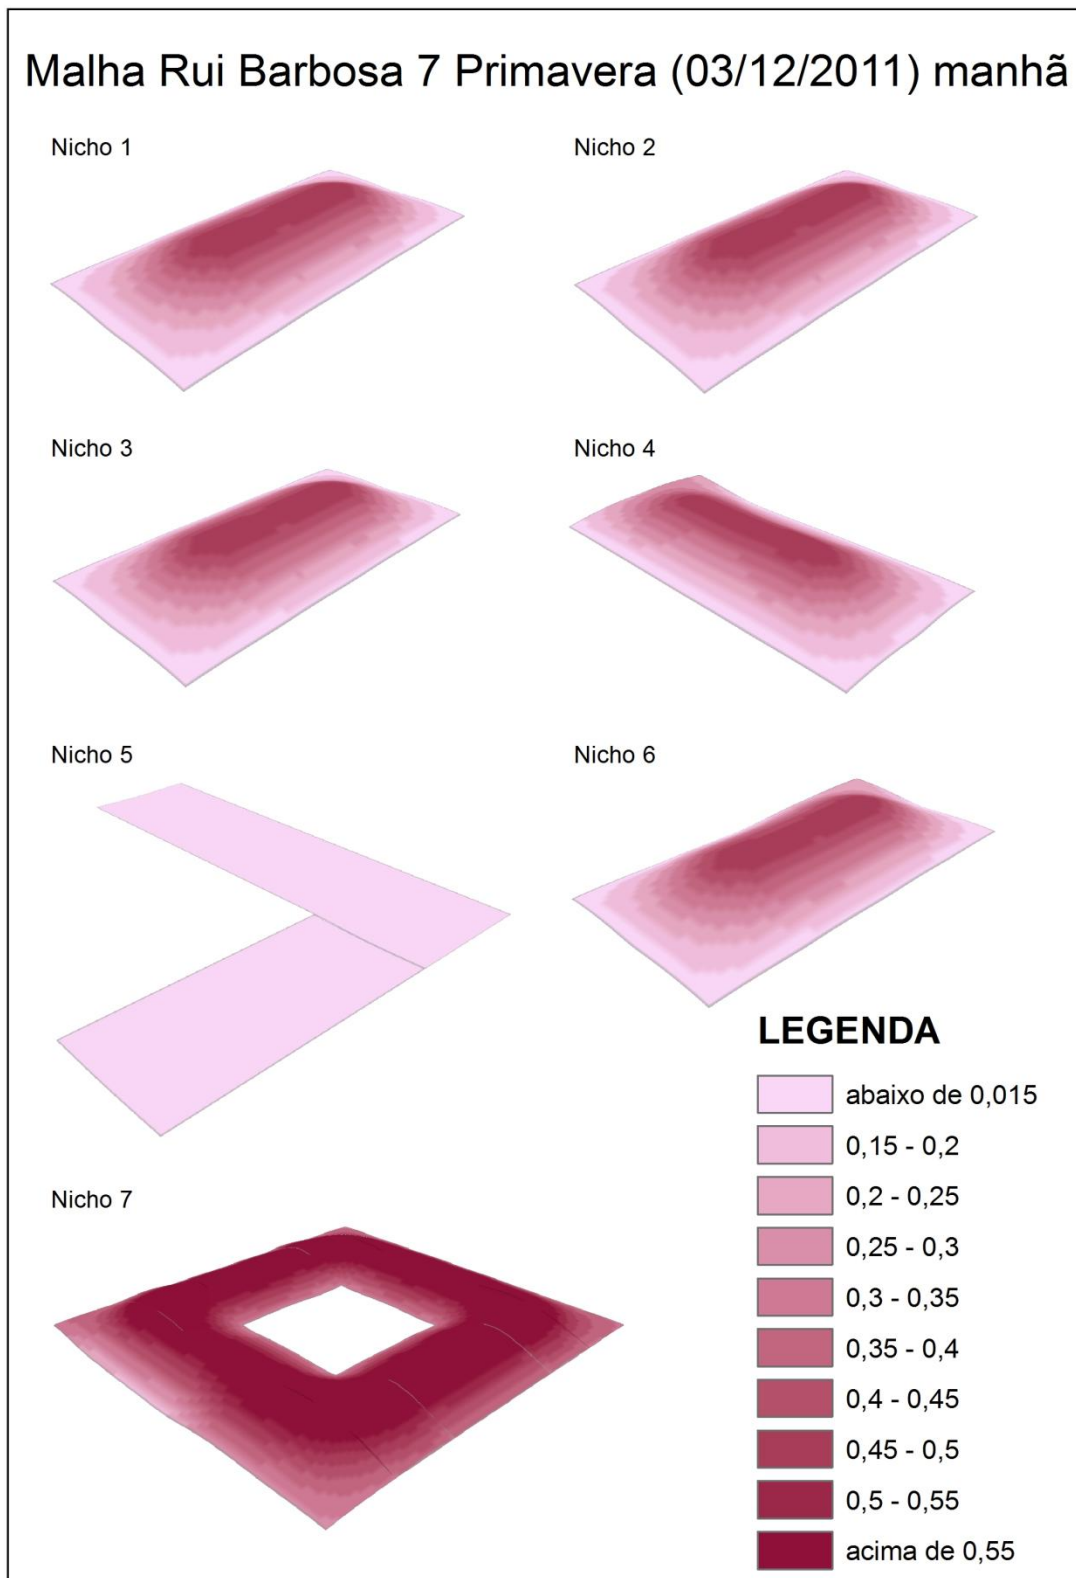 Malha Rui Barbosa 7 Primavera (03/12/2011) manhã
Nicho 1
Nicho 2
Nicho 3
Nicho 4
Nicho 5
Nicho 6
LEGENDA
abaixo de 0,015
0,15 - 0,2
0,2 - 0,25
0,25 - 0,3
0,3 - 0,35
0,35 - 0,4
0,4 - 0,45
0,45 - 0,5
0,5 - 0,55
acima de 0,55
Nicho 7